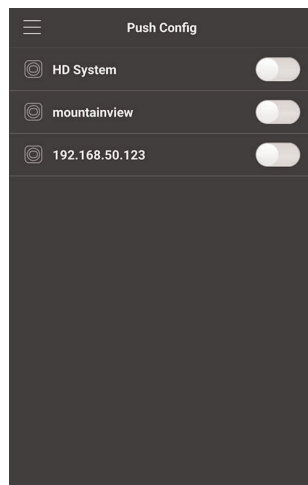 Push Config
HD System
mountainview
192.168.50.123